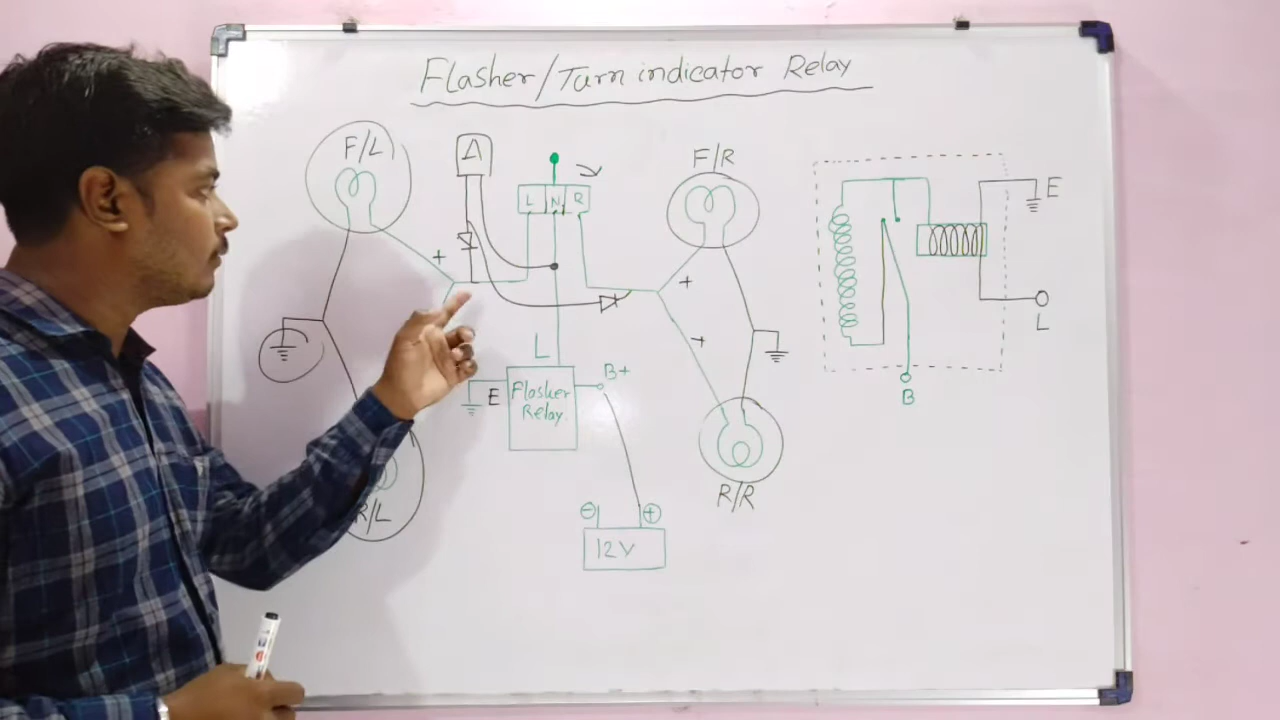 Flasher/Turn indicator Relay
F/L
L N R
F/R
E
+
+
+
L
L
B
E
Flasher
Relay.
B+
R/L
R/R
⊖ ⊕
12V